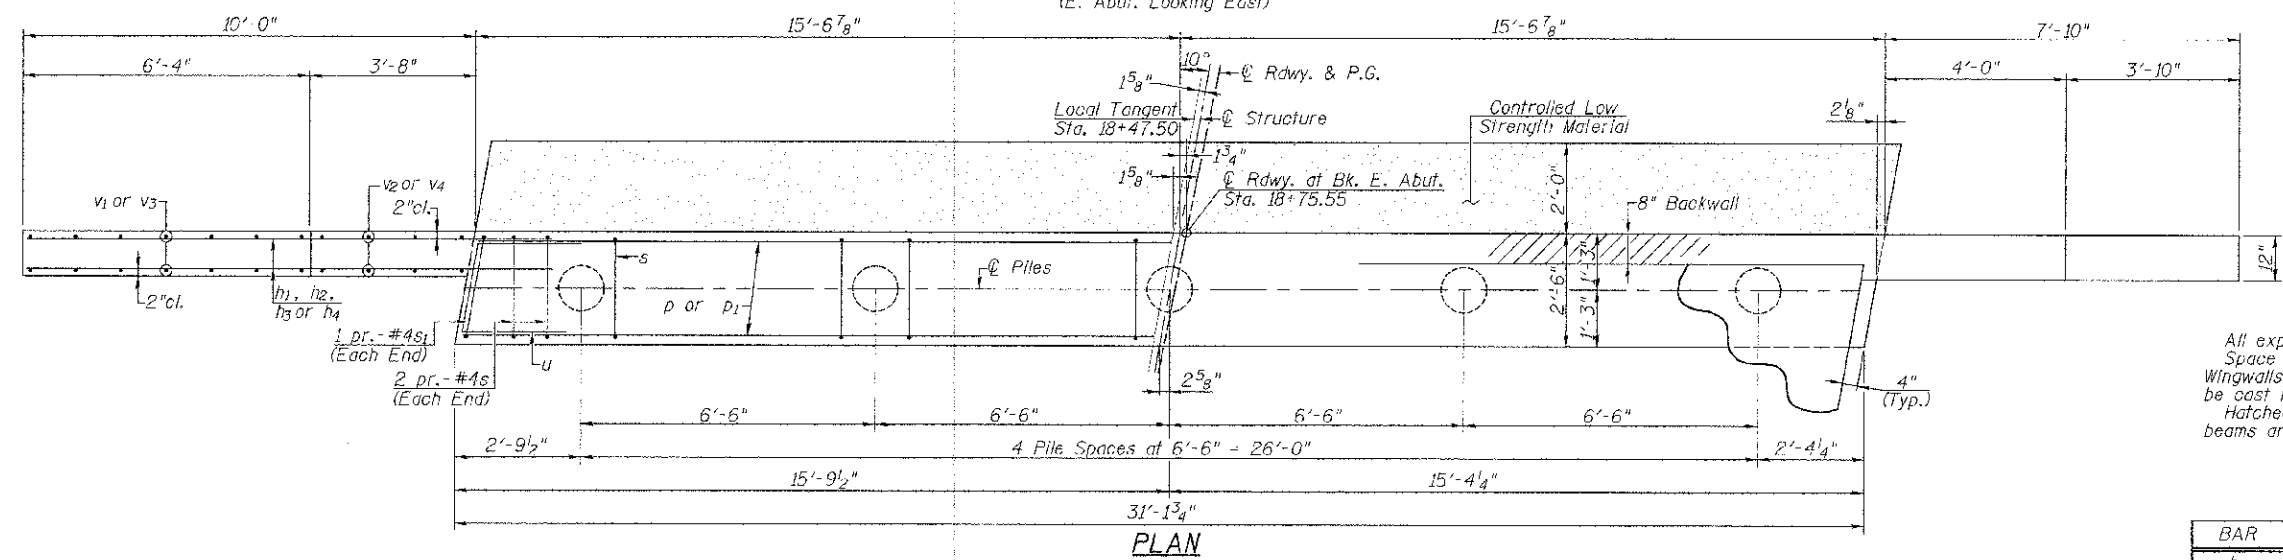 (E. Abut. Looking East)
10'-0"
15'-6 7/8"
15'-6 7/8"
7'-10"
6'-4"
3'-8"
10°
℄ Rdwy. & P.G.
4'-0"
3'-10"
1 5/8"
Local Tangent
Sta. 18+47.50
℄ Structure
Controlled Low
Strength Material
2 1/8"
1 3/4"
v2 or v4
v1 or v3
2"cl.
1 5/8"
℄ Rdwy. at Bk. E. Abut.
Sta. 18+75.55
2'-0"
8" Backwall
s
℄ Piles
1'-3"
2'-6"
1'-3"
12"
2"cl.
h1, h2,
h3 or h4
p or p1
1 pr.-#4s1
(Each End)
u
2 pr.-#4s
(Each End)
2 5/8"
4"
(Typ.)
All exp
Space
Wingwalls
be cast
Hatche
beams ar
6'-6"
6'-6"
6'-6"
6'-6"
2'-9 1/2"
4 Pile Spaces at 6'-6" = 26'-0"
2'-4 1/4"
15'-9 1/2"
15'-4 1/4"
31'-1 3/4"
PLAN
BAR